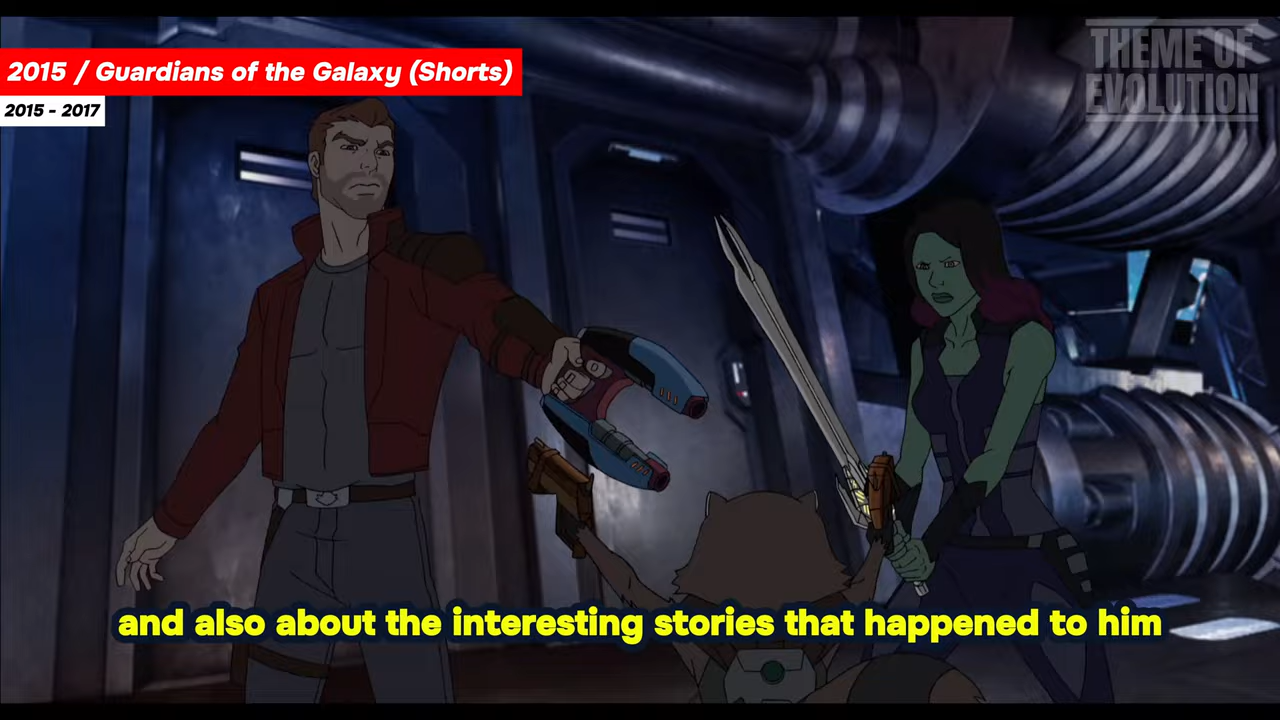 2015 / Guardians of the Galaxy (Shorts)
2015 - 2017
THEME OF
EVOLUTION
and also about the interesting stories that happened to him